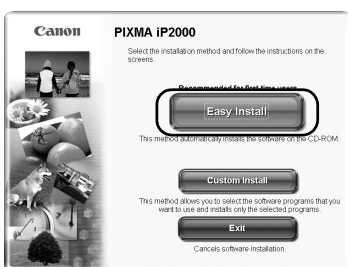 Canon
PIXMA iP2000
Select the installation method and follow the instructions on the
screens.
Recommended for first time users
Easy Install
This method automatically installs the software on the CD-ROM.
Custom Install
This method allows you to select the software programs that you
want to use and installs only the selected programs.
Exit
Cancels software installation.